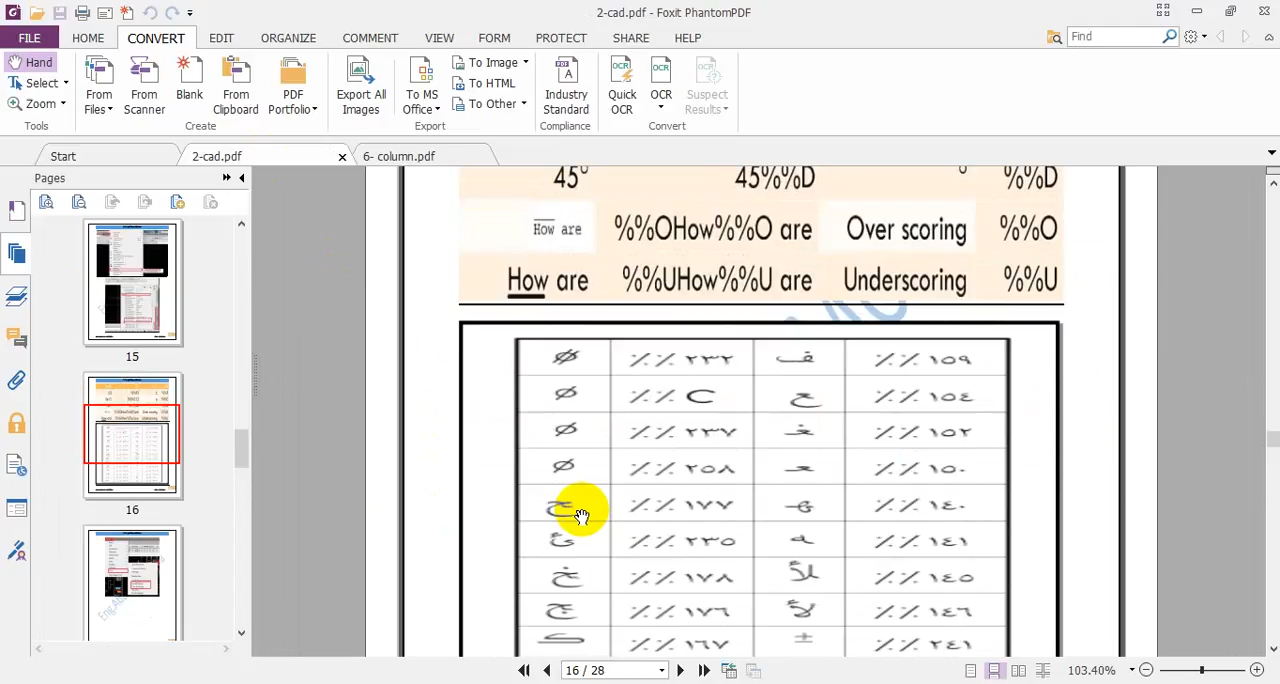 2-cad.pdf - Foxit PhantomPDF
FILE HOME CONVERT EDIT ORGANIZE COMMENT VIEW FORM PROTECT SHARE HELP
Find
Hand
Select
Zoom
Tools
From Files
From Scanner
Blank
From Clipboard
PDF Portfolio
Create
Export All Images
To MS Office
To Image
To HTML
To Other
Export
Industry Standard
Compliance
Quick OCR
OCR
Suspect Results
Convert
Start
2-cad.pdf
6- column.pdf
Pages
15
16
45° 45%%D ° %%D
How are %%OHow%%O are Over scoring %%O
How are %%UHow%%U are Underscoring %%U
Ø ٪٪٢٣٢ ف ٪٪١٥٩
Ø ٪٪C ح ٪٪١٥٤
Ø ٪٪٢٣٧ غ ٪٪١٥٢
Ø ٪٪٢٥٨ ٪٪١٥٠
ج ٪٪١٧٧ ٪٪١٤٠
٪٪٢٣٥ ٪٪١٤١
خ ٪٪١٧٨ لأ ٪٪١٤٥
ج ٪٪١٧٦ لأ ٪٪١٤٦
ك ٪٪١٦٧ ± ٪٪٢٤١
16 / 28
103.40%